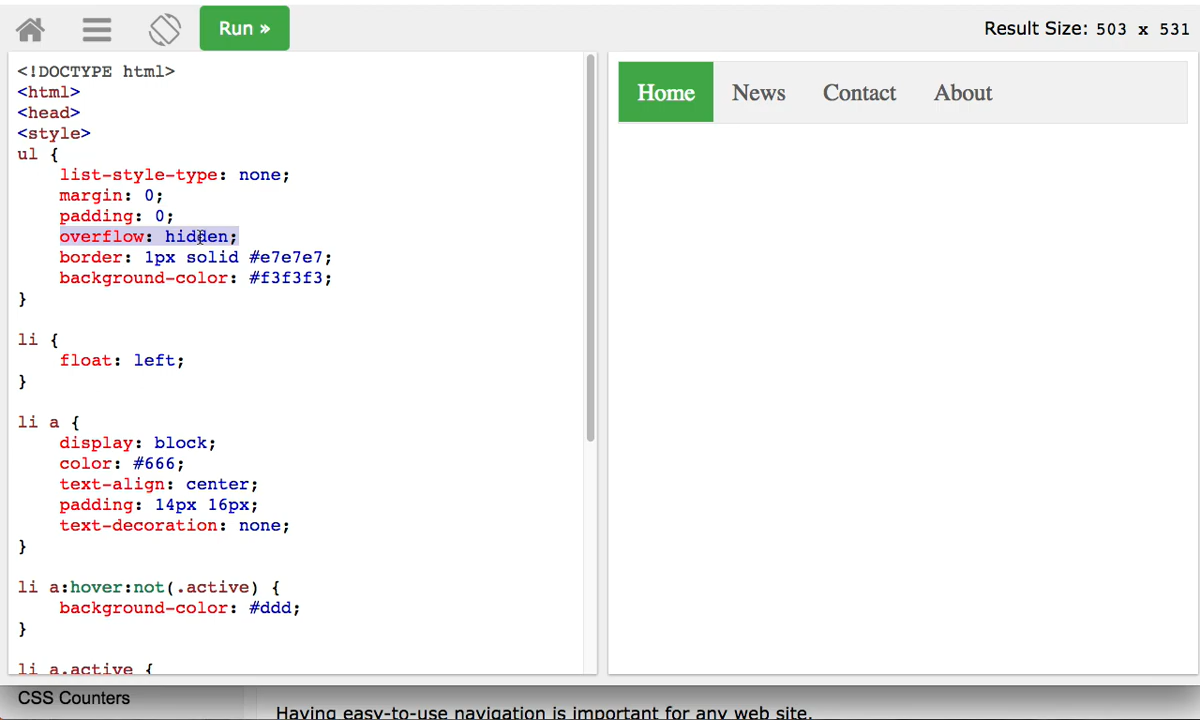 Run »
Result Size: 503 x 531
<!DOCTYPE html>
<html>
<head>
<style>
ul {
    list-style-type: none;
    margin: 0;
    padding: 0;
    overflow: hidden;
    border: 1px solid #e7e7e7;
    background-color: #f3f3f3;
}

li {
    float: left;
}

li a {
    display: block;
    color: #666;
    text-align: center;
    padding: 14px 16px;
    text-decoration: none;
}

li a:hover:not(.active) {
    background-color: #ddd;
}

li a.active {
Home News Contact About
CSS Counters
Having easy-to-use navigation is important for any web site.